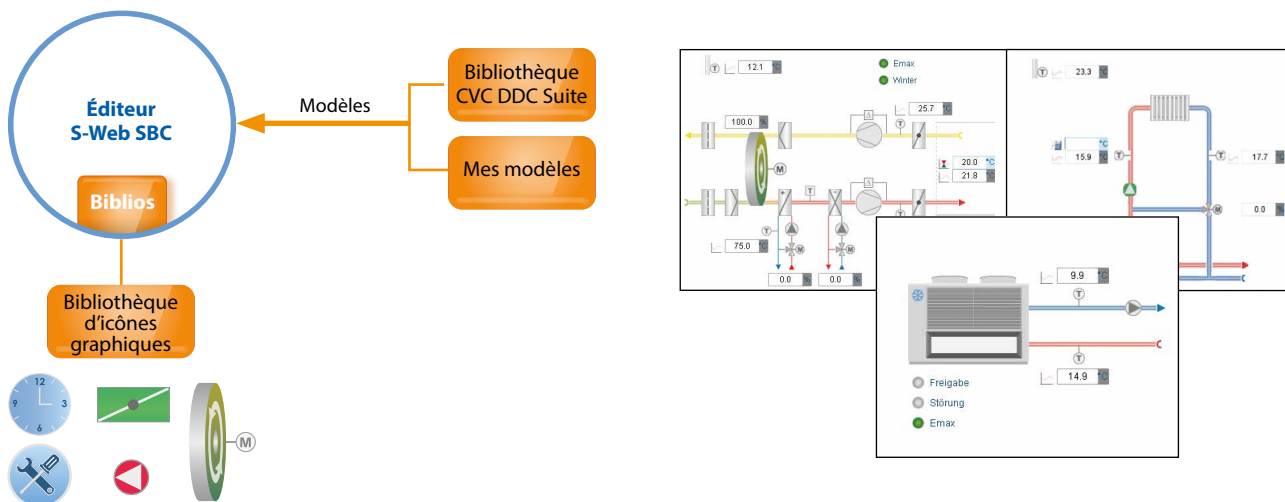 Éditeur
S-Web SBC
Biblios
Modèles
Bibliothèque
CVC DDC Suite
Mes modèles
Bibliothèque
d'icônes
graphiques
12
3
6
9
M
T
12.1 °C
Emax
Winter
100.0 %
25.7 °C
T
M
20.0 °C
21.8 °C
T
T
T
75.0 °C
M
M
0.0 %
0.0 %
T
23.3 °C
°C
15.9 °C
T
T
17.7 °C
M
0.0 %
9.9 °C
T
T
14.9 °C
Freigabe
Störung
Emax